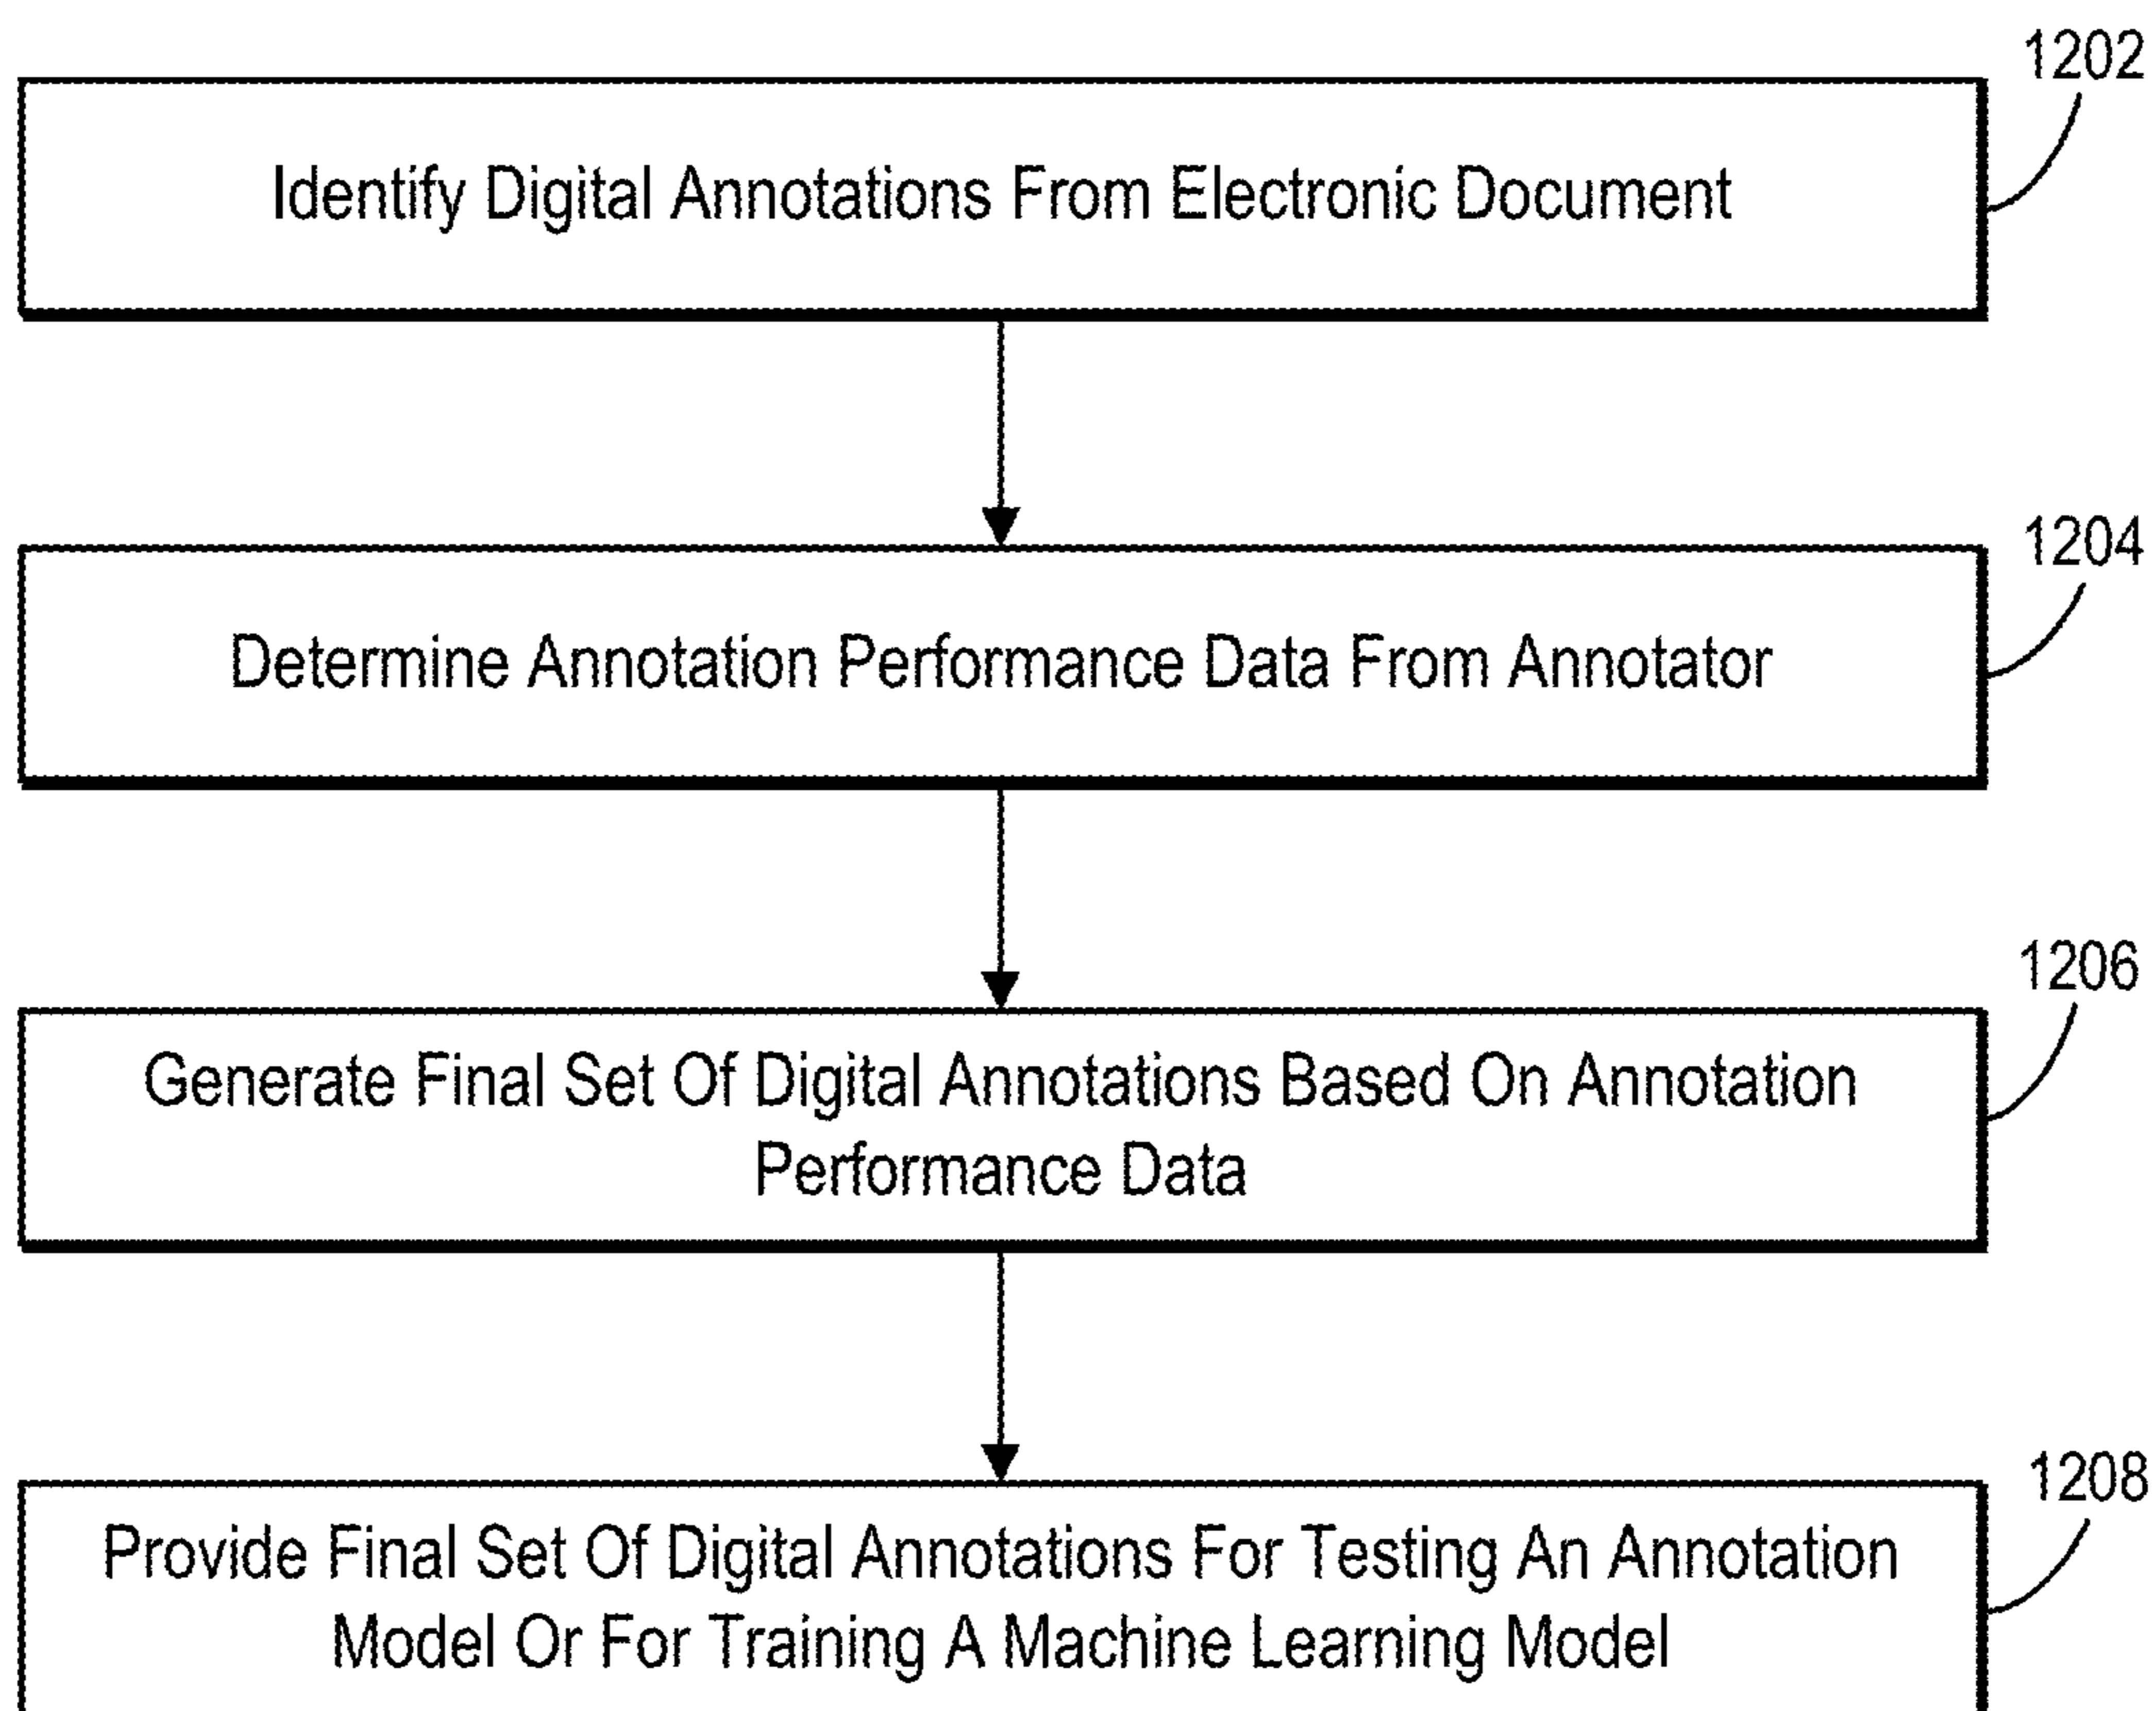 1202
Identify Digital Annotations From Electronic Document
1204
Determine Annotation Performance Data From Annotator
1206
Generate Final Set Of Digital Annotations Based On Annotation
Performance Data
1208
Provide Final Set Of Digital Annotations For Testing An Annotation
Model Or For Training A Machine Learning Model